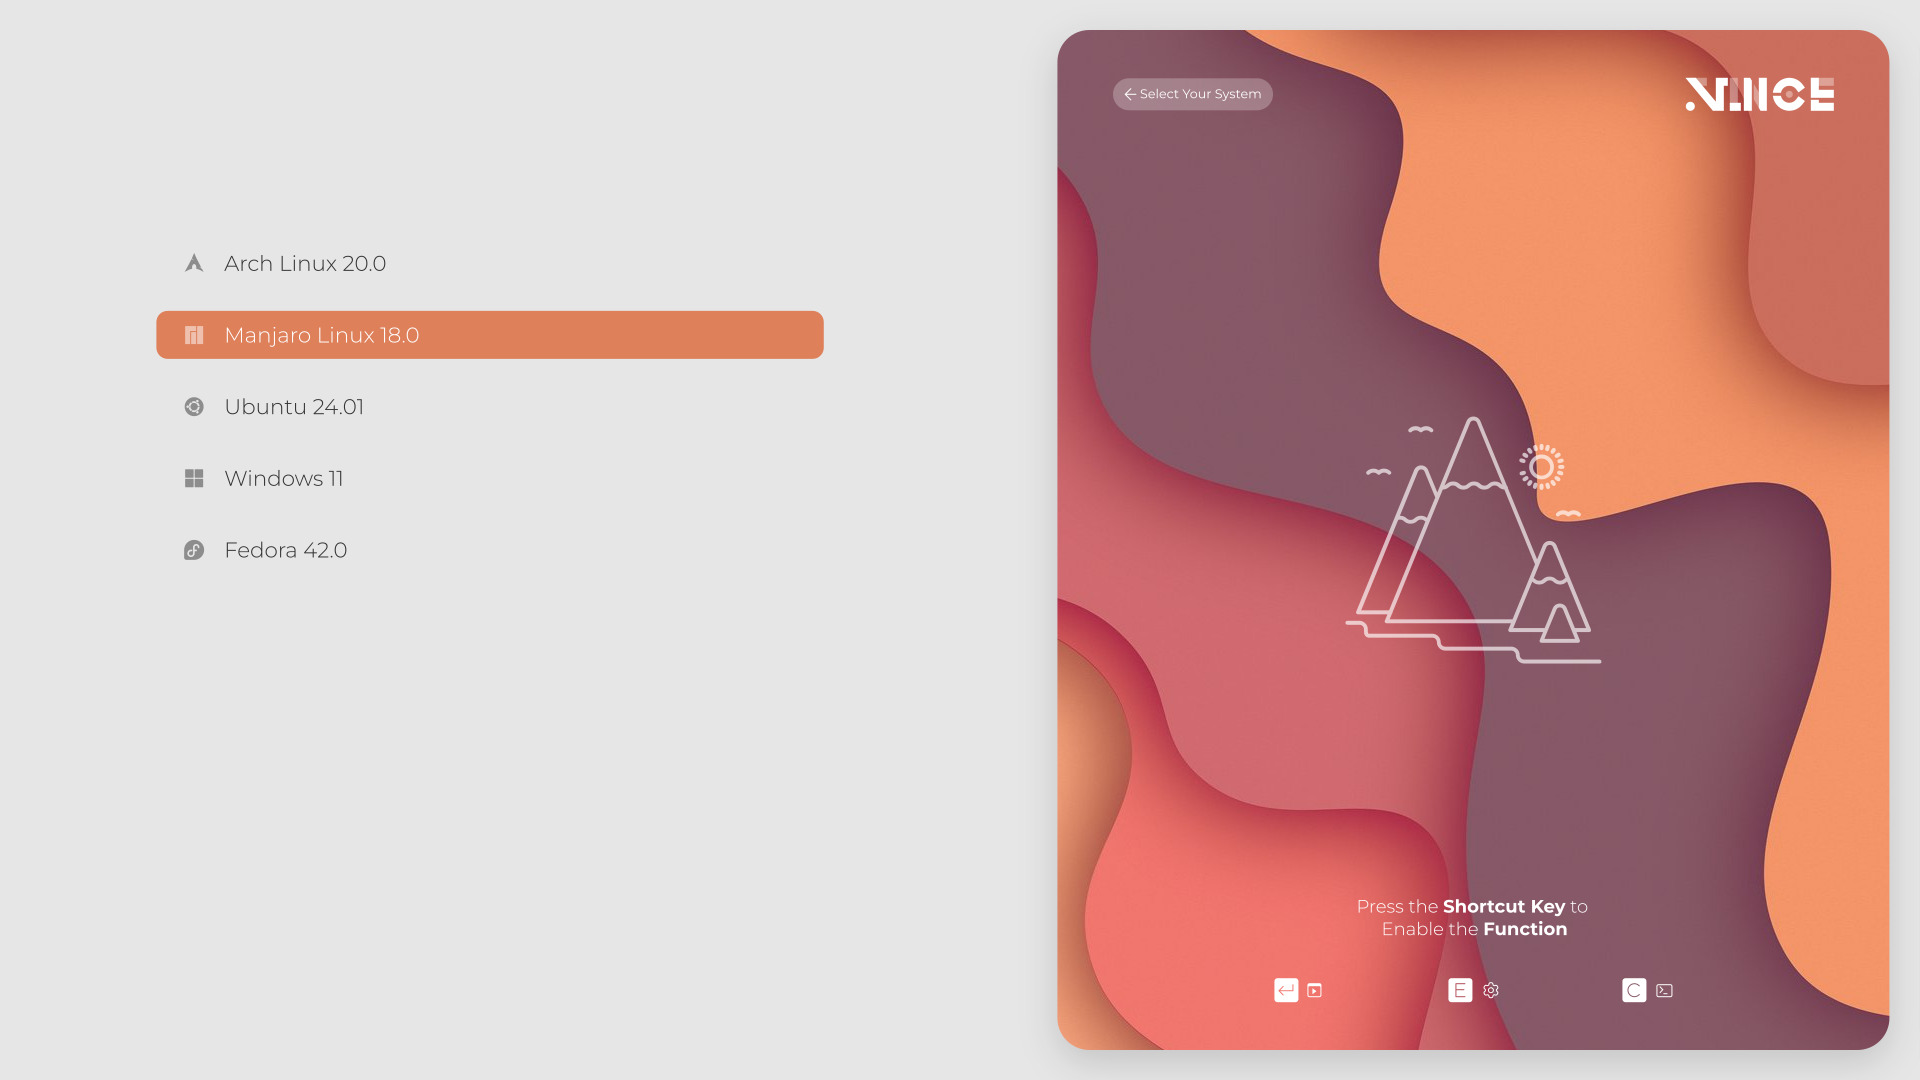 Arch Linux 20.0
Manjaro Linux 18.0
Ubuntu 24.01
Windows 11
Fedora 42.0
Select Your System
.VINCE
Press the Shortcut Key to
Enable the Function
E
C